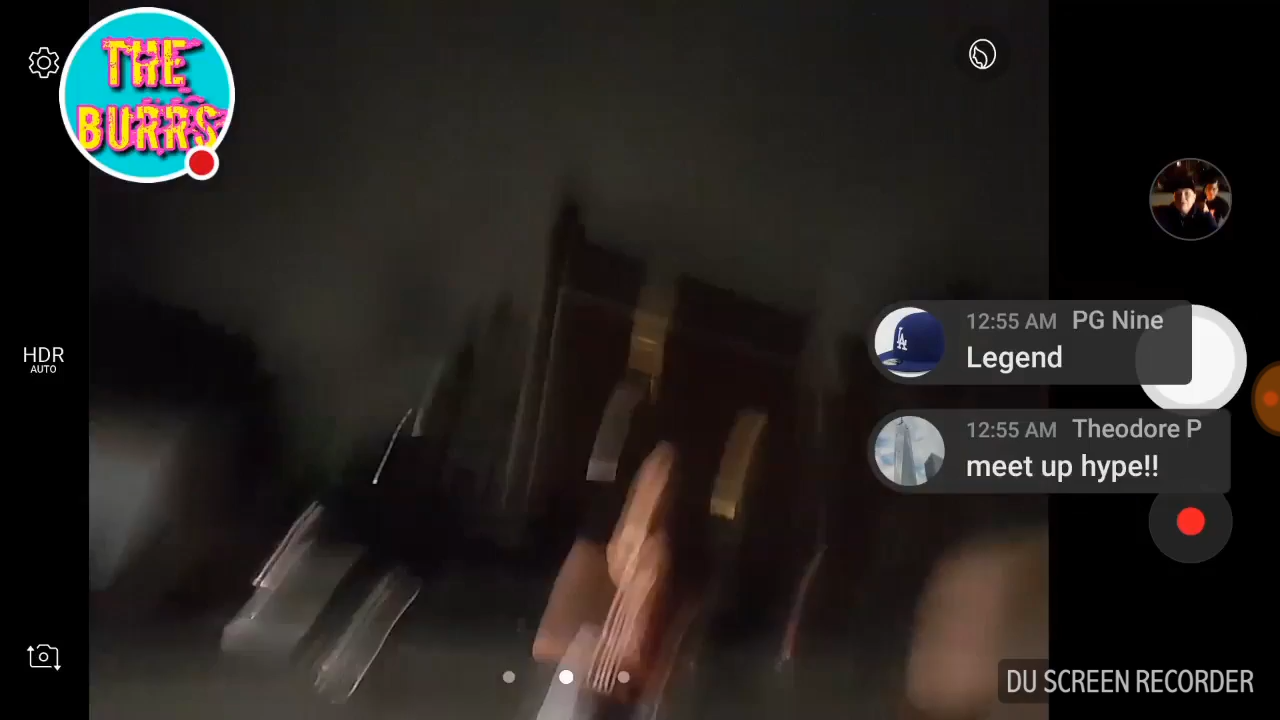 THE
BURRS
HDR
AUTO
12:55 AM PG Nine
Legend
12:55 AM Theodore P
meet up hype!!
DU SCREEN RECORDER